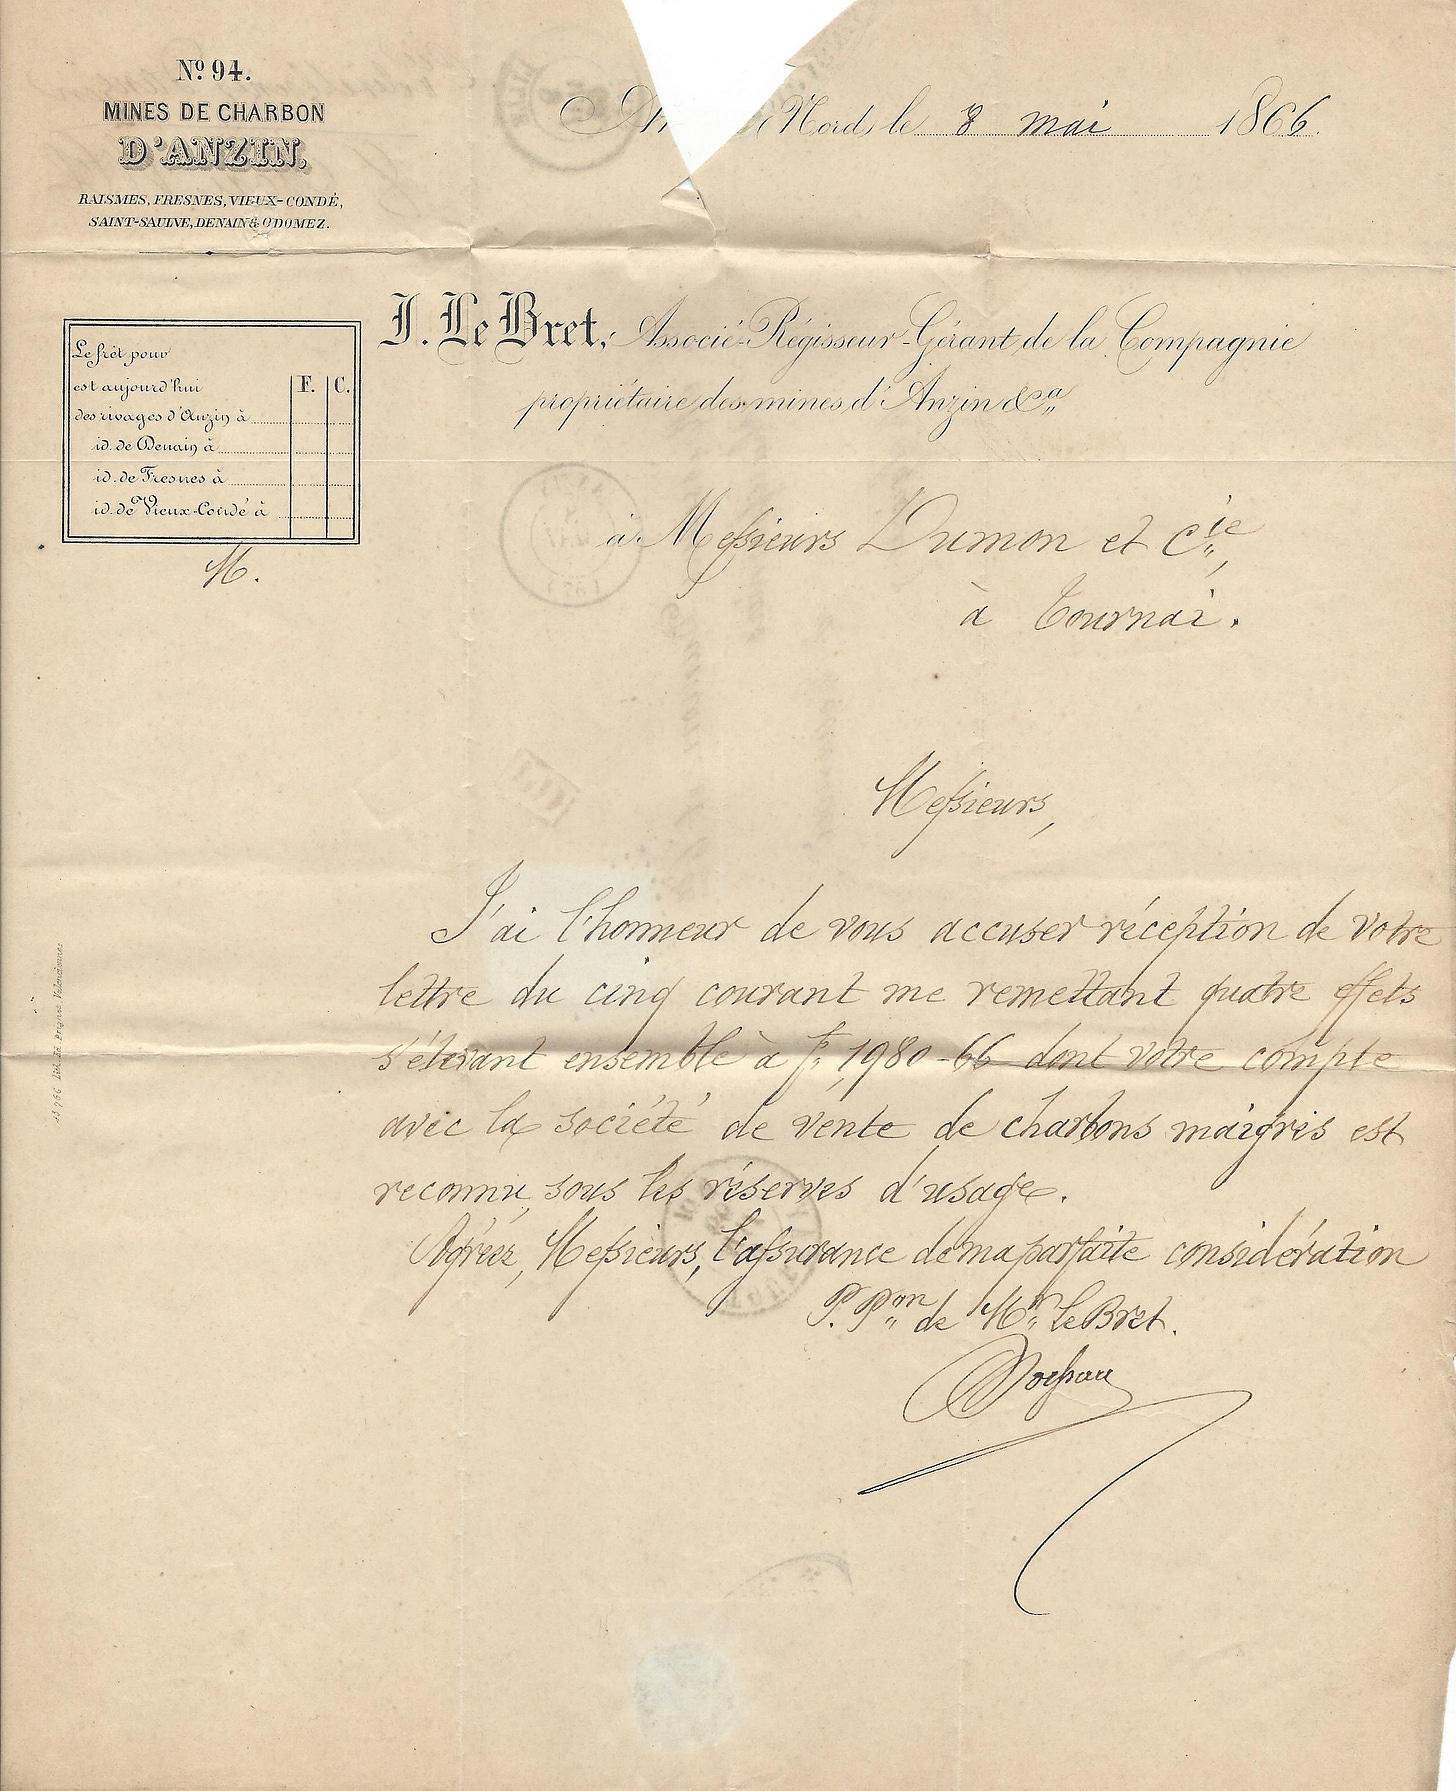 Nº 94.
MINES DE CHARBON
D'ANZIN,
RAISMES, FRESNES, VIEUX-CONDÉ,
SAINT-SAULVE, DENAIN & ODOMEZ.
(Nord) le 8 mai 1866.
J. Le Bret, Associé-Régisseur-Gérant de la Compagnie
propriétaire des mines d'Anzin &ca
Le frêt pour
est aujourd'hui F. C.
des rivages d'Anzin à
id. de Denain à
id. de Fresnes à
id. de Vieux-Condé à
M.
à Messieurs Dumon et Cie,
à Tournai.
Messieurs,
J'ai l'honneur de vous accuser réception de votre
lettre du cinq courant me remettant quatre effets
s'élevant ensemble à f. 1980-66 dont votre compte
avec la société de vente de charbons maigres est
reconnu, sous les réserves d'usage.
Agréez, Messieurs, l'assurance de ma parfaite considération
P. Pon de Mr le Bret.